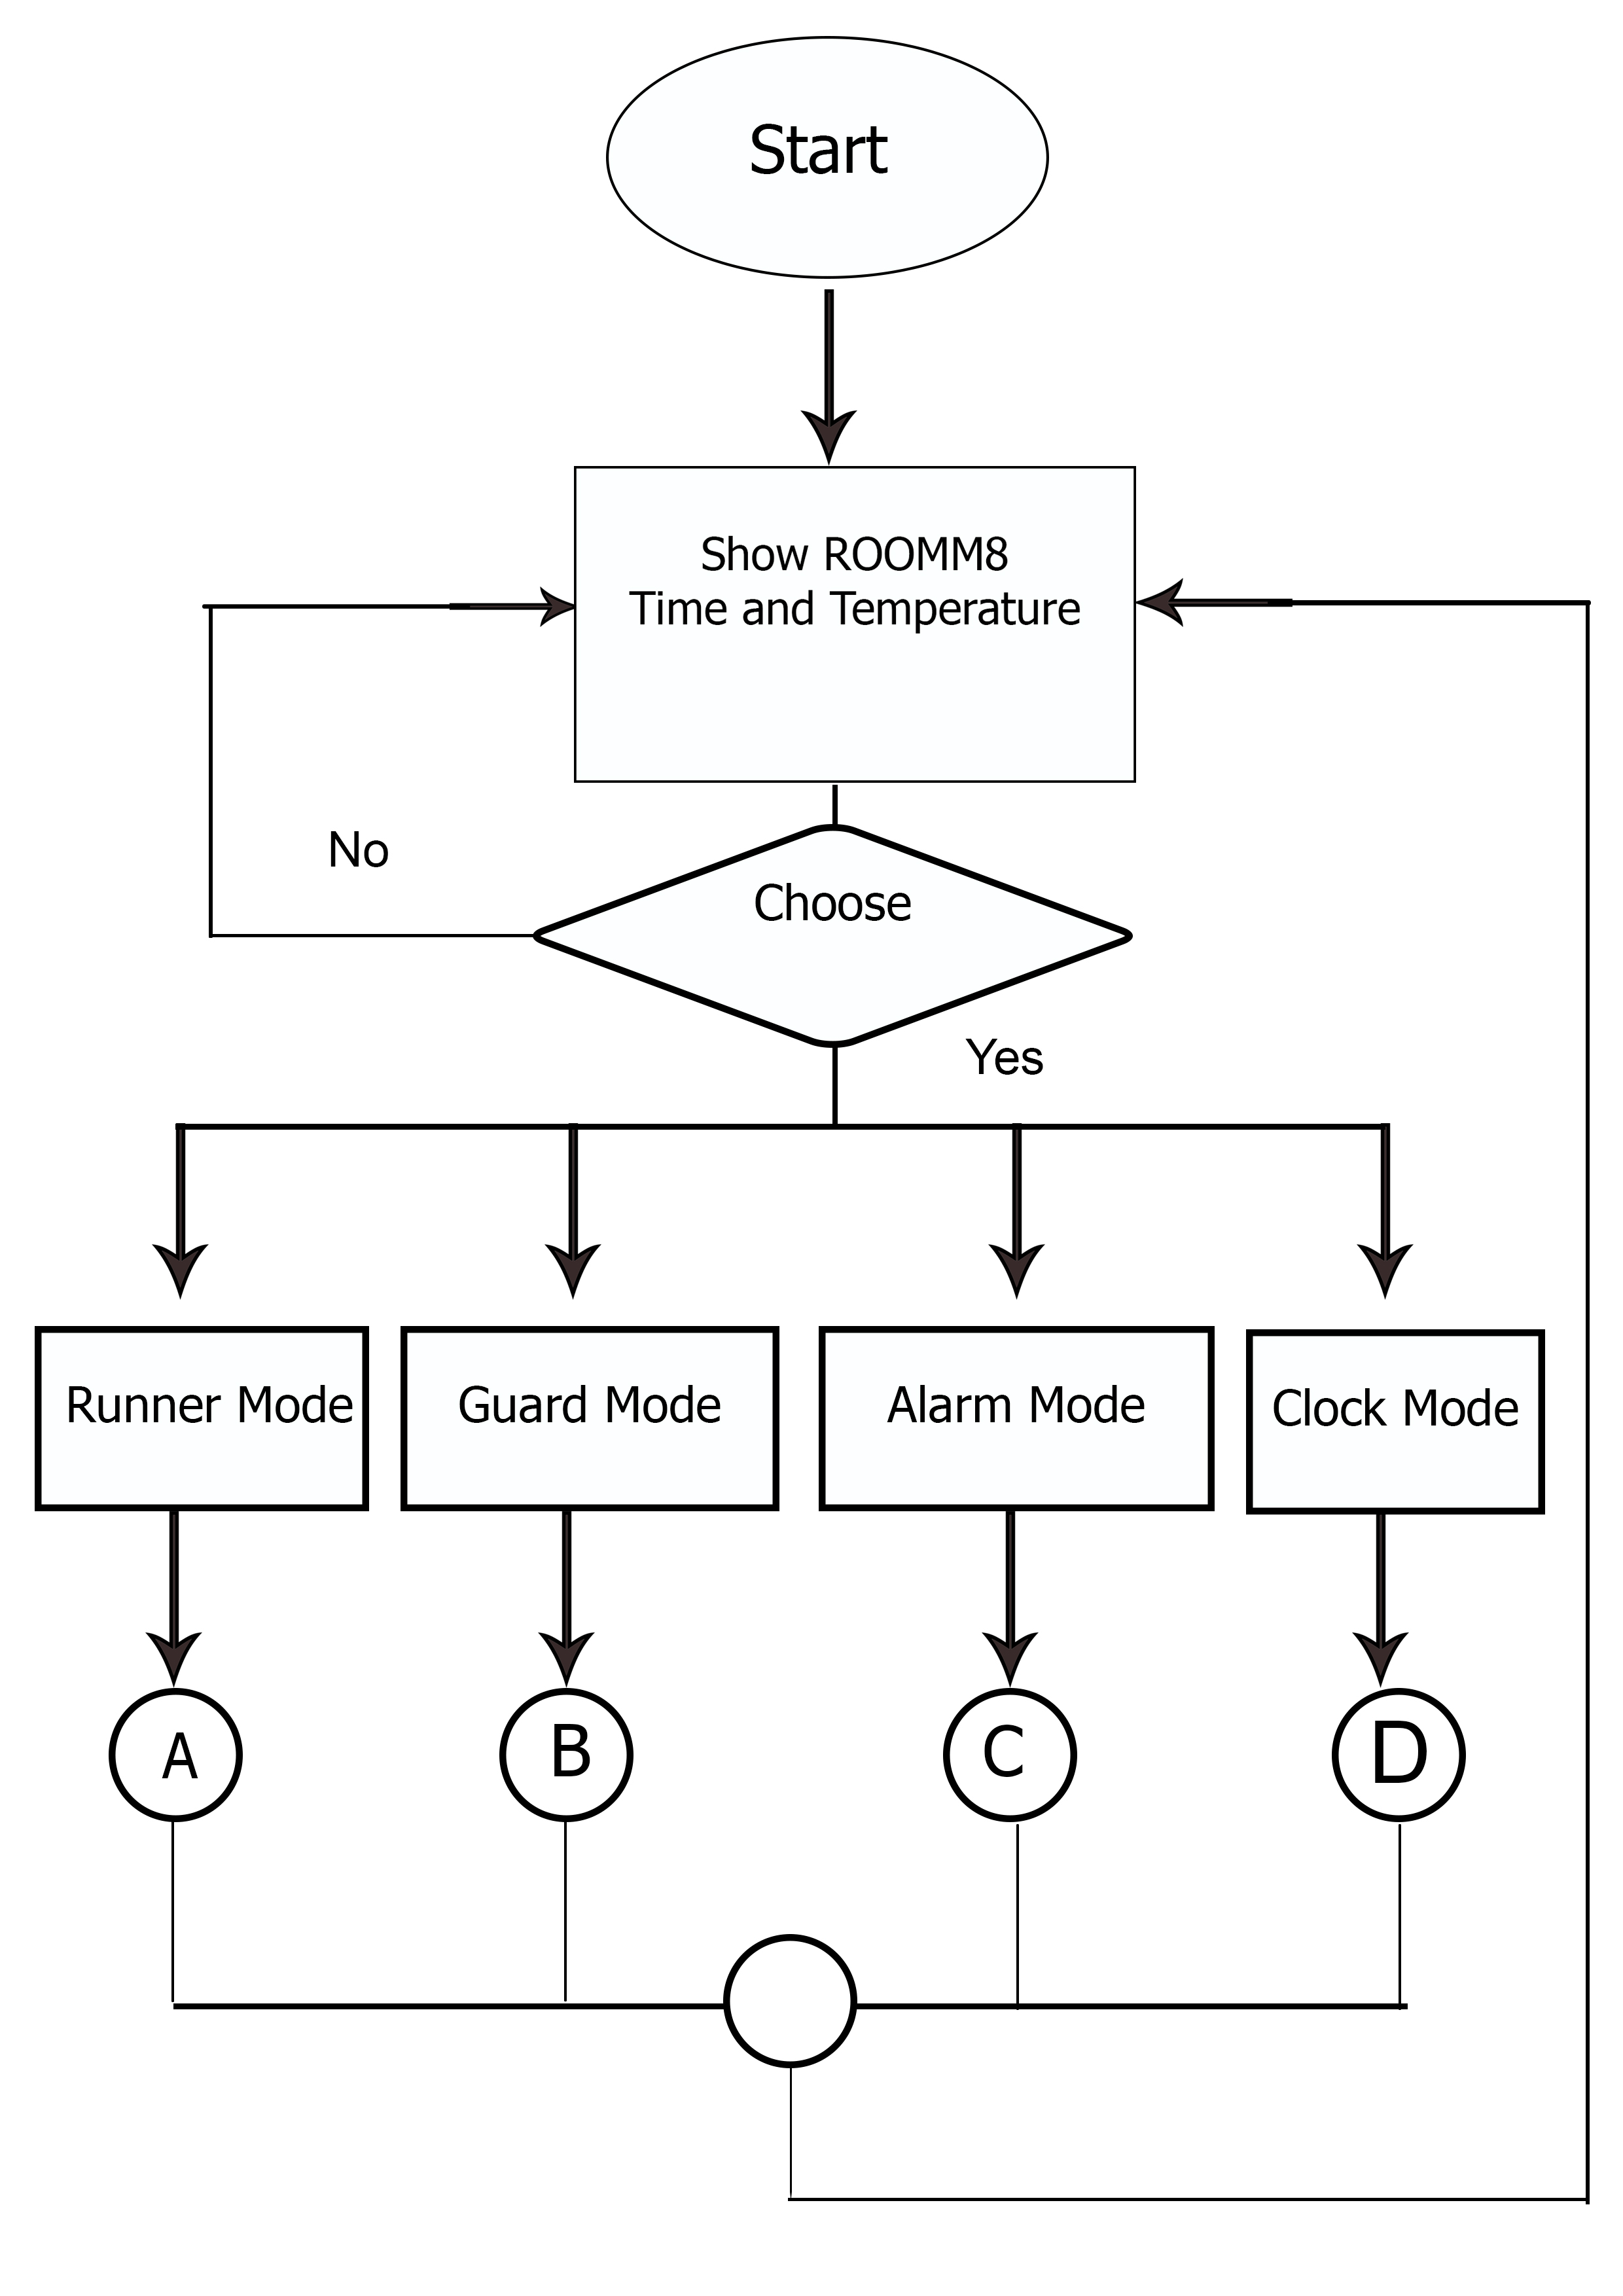 Start
Show ROOMM8
Time and Temperature
No
Choose
Yes
Runner Mode
Guard Mode
Alarm Mode
Clock Mode
A
B
C
D